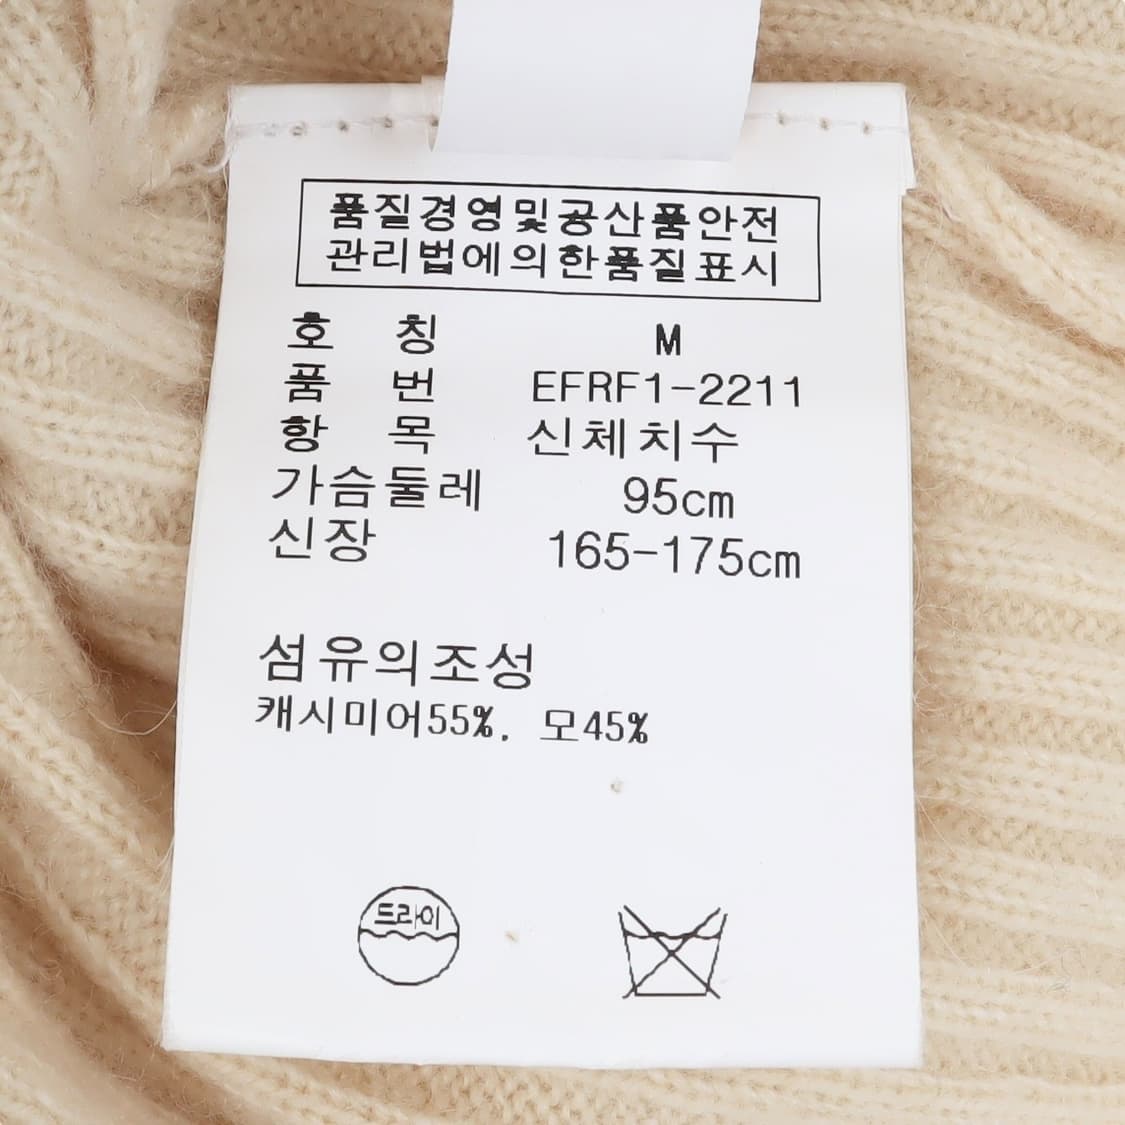 품질경영및공산품안전
관리법에의한품질표시
호 칭 M
품 번 EFRF1-2211
항 목 신체치수
가슴둘레 95cm
신장 165-175cm
섬유의조성
캐시미어55%. 모45%
드라이